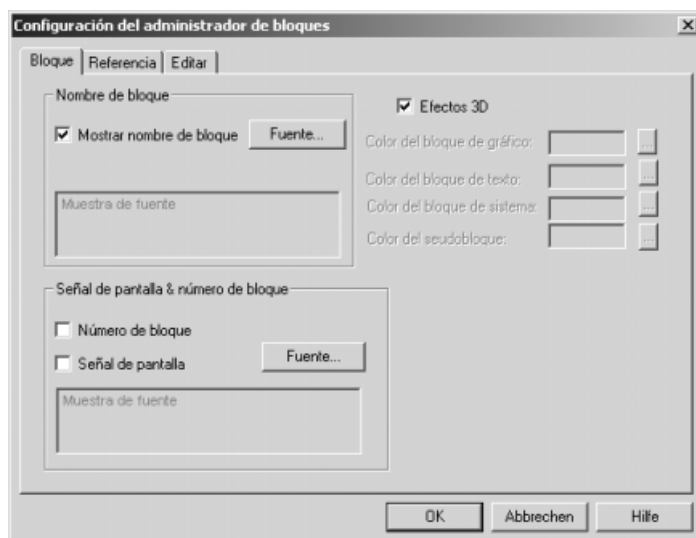 Configuración del administrador de bloques
Bloque Referencia Editar
Nombre de bloque
Mostrar nombre de bloque Fuente...
Muestra de fuente
Efectos 3D
Color del bloque de gráfico: ...
Color del bloque de texto: ...
Color del bloque de sistema: ...
Color del seudobloque: ...
Señal de pantalla & número de bloque
Número de bloque
Señal de pantalla Fuente...
Muestra de fuente
OK Abbrechen Hilfe